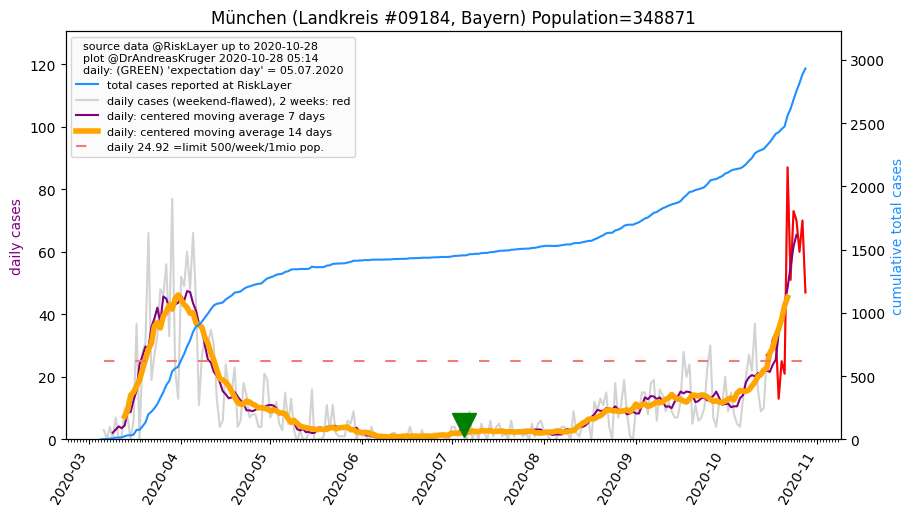 München (Landkreis #09184, Bayern) Population=348871
source data @RiskLayer up to 2020-10-28
plot @DrAndreasKruger 2020-10-28 05:14
daily: (GREEN) 'expectation day' = 05.07.2020
total cases reported at RiskLayer
daily cases (weekend-flawed), 2 weeks: red
daily: centered moving average 7 days
daily: centered moving average 14 days
daily 24.92 =limit 500/week/1mio pop.
daily cases
120
100
80
60
40
20
0
cumulative total cases
3000
2500
2000
1500
1000
500
0
2020-03
2020-04
2020-05
2020-06
2020-07
2020-08
2020-09
2020-10
2020-11